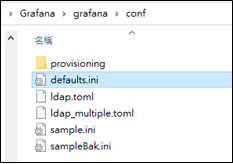 Grafana > grafana > conf
名稱
provisioning
defaults.ini
ldap.toml
ldap_multiple.toml
sample.ini
sampleBak.ini